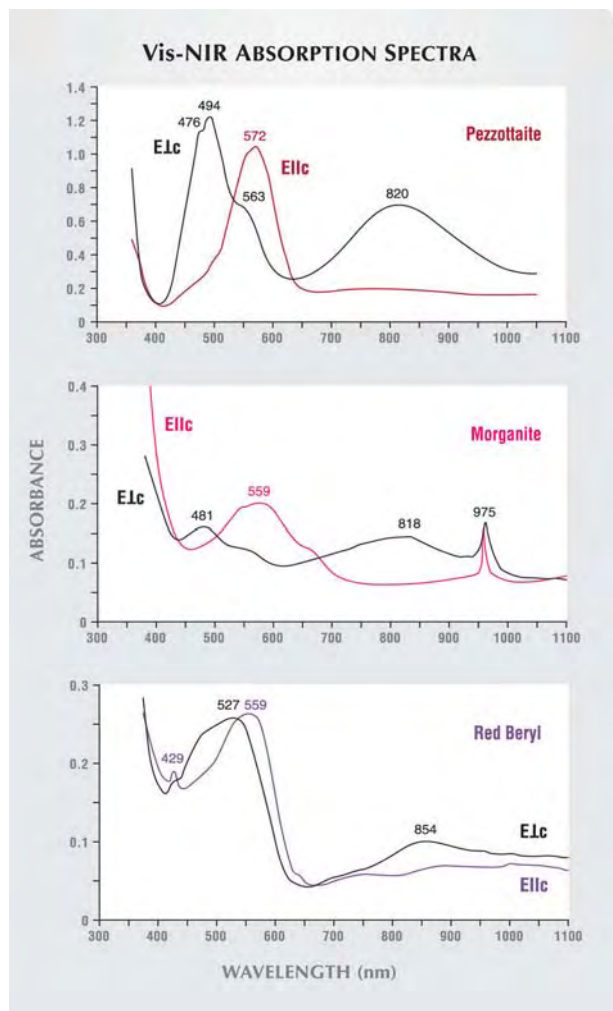 VIS-NIR ABSORPTION SPECTRA
1.4
1.2
1.0
0.8
0.6
0.4
0.2
0
476
494
E⊥c
572
EIIc
563
820
Pezzottaite
300 400 500 600 700 800 900 1000 1100
ABSORBANCE
0.4
0.3
0.2
0.1
0
EIIc
E⊥c
481
559
818
975
Morganite
300 400 500 600 700 800 900 1000 1100
0.3
0.2
0.1
0
429
527 559
854
Red Beryl
E⊥c
EIIc
300 400 500 600 700 800 900 1000 1100
WAVELENGTH (nm)